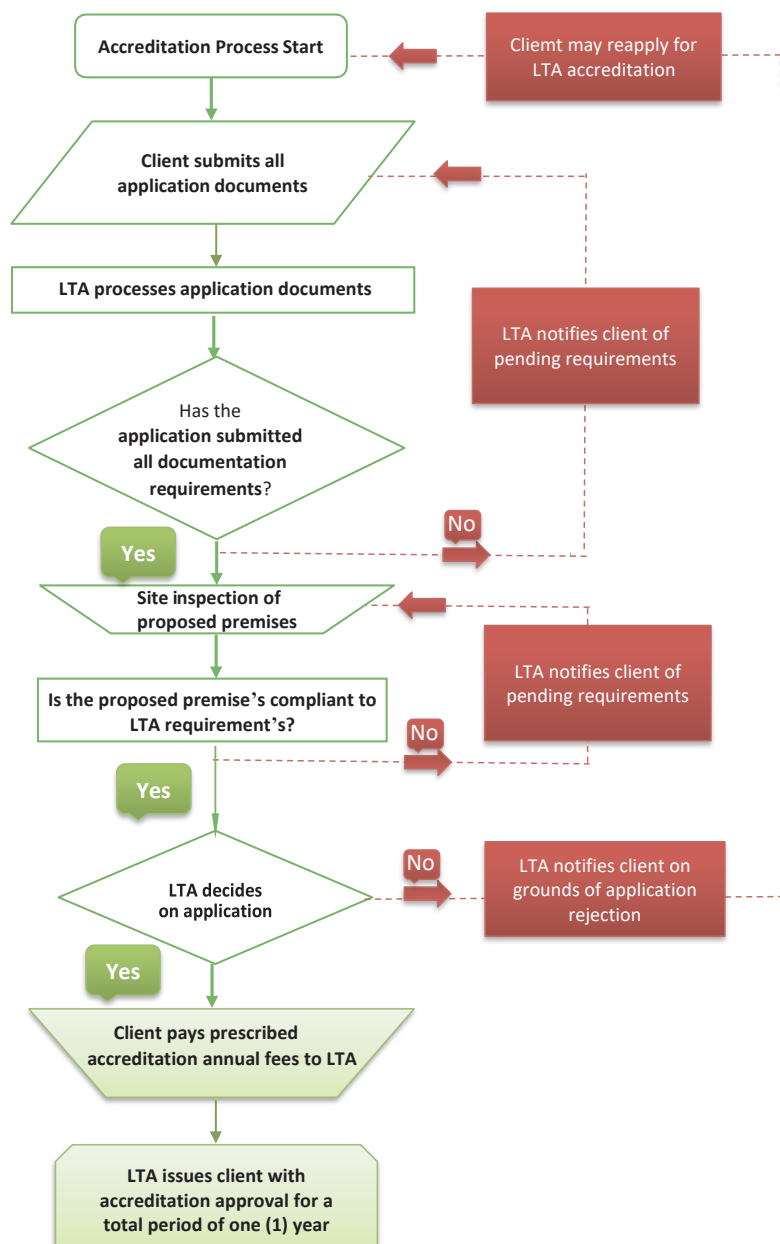 Accreditation Process Start
Cliemt may reapply for
LTA accreditation
Client submits all
application documents
LTA processes application documents
LTA notifies client of
pending requirements
Has the
application submitted
all documentation
requirements?
No
Yes
Site inspection of
proposed premises
LTA notifies client of
pending requirements
Is the proposed premise's compliant to
LTA requirement's?
No
Yes
LTA decides
on application
No
LTA notifies client on
grounds of application
rejection
Yes
Client pays prescribed
accreditation annual fees to LTA
LTA issues client with
accreditation approval for a
total period of one (1) year